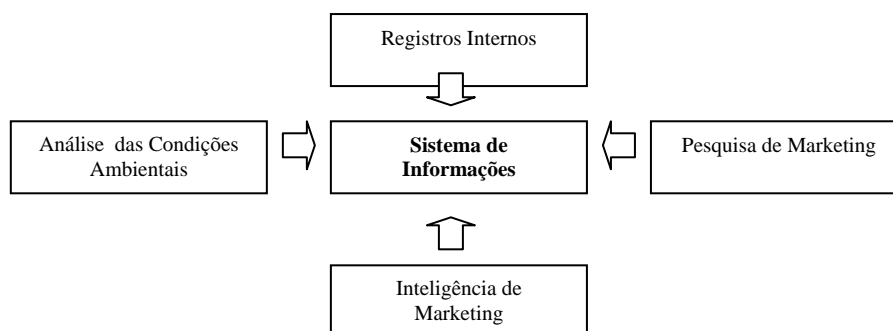 Registros Internos
Análise das Condições
Ambientais
Sistema de
Informações
Pesquisa de Marketing
Inteligência de
Marketing